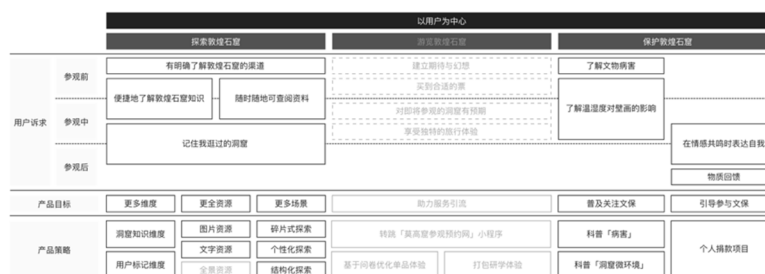 以用户为中心
探索敦煌石窟
游览敦煌石窟
保护敦煌石窟
用户诉求
参观前
有明确了解敦煌石窟的渠道
建立期待与幻想
了解文物病害
买到合适的票
便捷地了解敦煌石窟知识
随时随地可查阅资料
了解温湿度对壁画的影响
参观中
对即将参观的洞窟有预期
享受独特的旅行体验
记住我逛过的洞窟
在情感共鸣时表达自我
参观后
物质回馈
产品目标
更多维度
更全资源
更多场景
助力服务引流
普及关注文保
引导参与文保
产品策略
洞窟知识维度
图片资源
碎片式探索
转跳「莫高窟参观预约网」小程序
科普「病害」
个人捐款项目
文字资源
个性化探索
用户标记维度
全景资源
结构化探索
基于问卷优化单品体验
打包研学体验
科普「洞窟微环境」